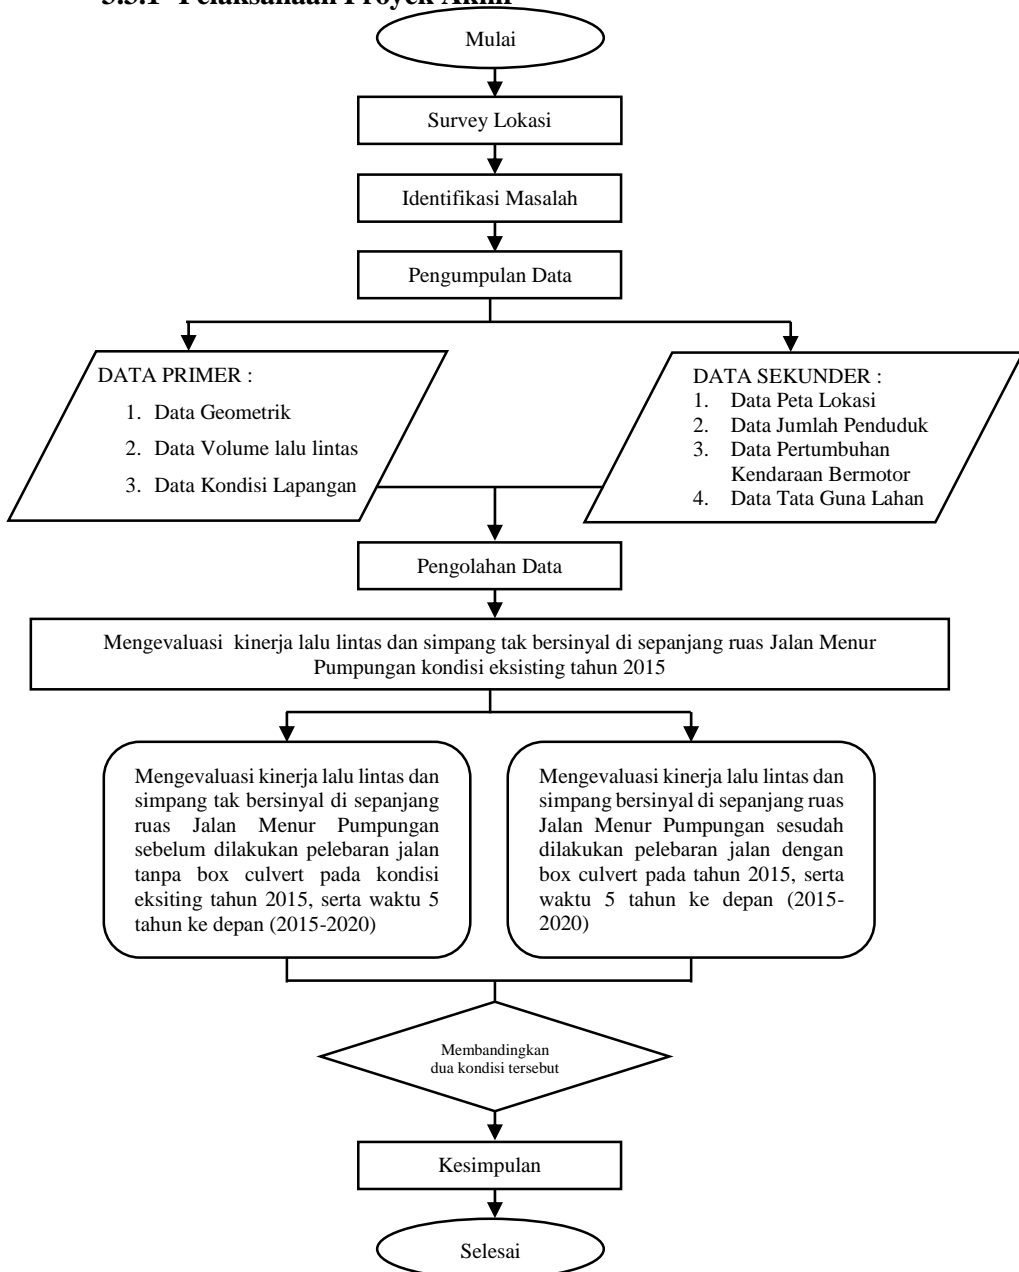 3.3.1 Pelaksanaan Proyek Akhir
Mulai
Survey Lokasi
Identifikasi Masalah
Pengumpulan Data
DATA PRIMER :
1. Data Geometrik
2. Data Volume lalu lintas
3. Data Kondisi Lapangan
DATA SEKUNDER :
1. Data Peta Lokasi
2. Data Jumlah Penduduk
3. Data Pertumbuhan
Kendaraan Bermotor
4. Data Tata Guna Lahan
Pengolahan Data
Mengevaluasi kinerja lalu lintas dan simpang tak bersinyal di sepanjang ruas Jalan Menur
Pumpungan kondisi eksisting tahun 2015
Mengevaluasi kinerja lalu lintas dan
simpang tak bersinyal di sepanjang
ruas Jalan Menur Pumpungan
sebelum dilakukan pelebaran jalan
tanpa box culvert pada kondisi
eksiting tahun 2015, serta waktu 5
tahun ke depan (2015-2020)
Mengevaluasi kinerja lalu lintas dan
simpang bersinyal di sepanjang ruas
Jalan Menur Pumpungan sesudah
dilakukan pelebaran jalan dengan
box culvert pada tahun 2015, serta
waktu 5 tahun ke depan (2015-
2020)
Membandingkan
dua kondisi tersebut
Kesimpulan
Selesai